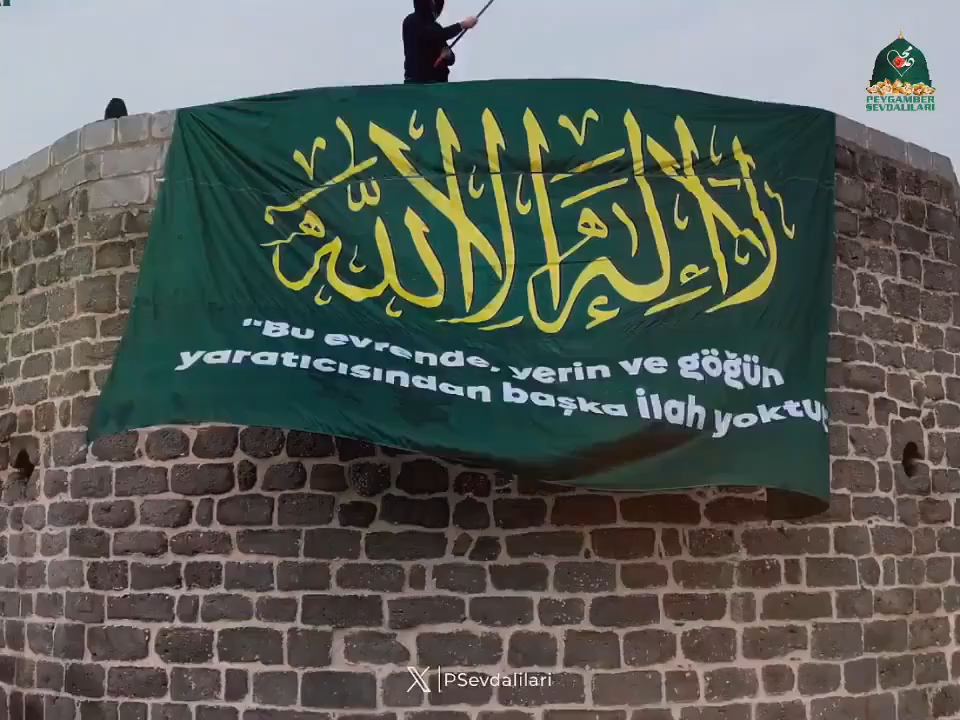 PEYGAMBER
SEVDALILARI
لا إله إلا الله
"Bu evrende, yerin ve göğün
yaratıcısından başka ilah yoktur
X PSevdalilari